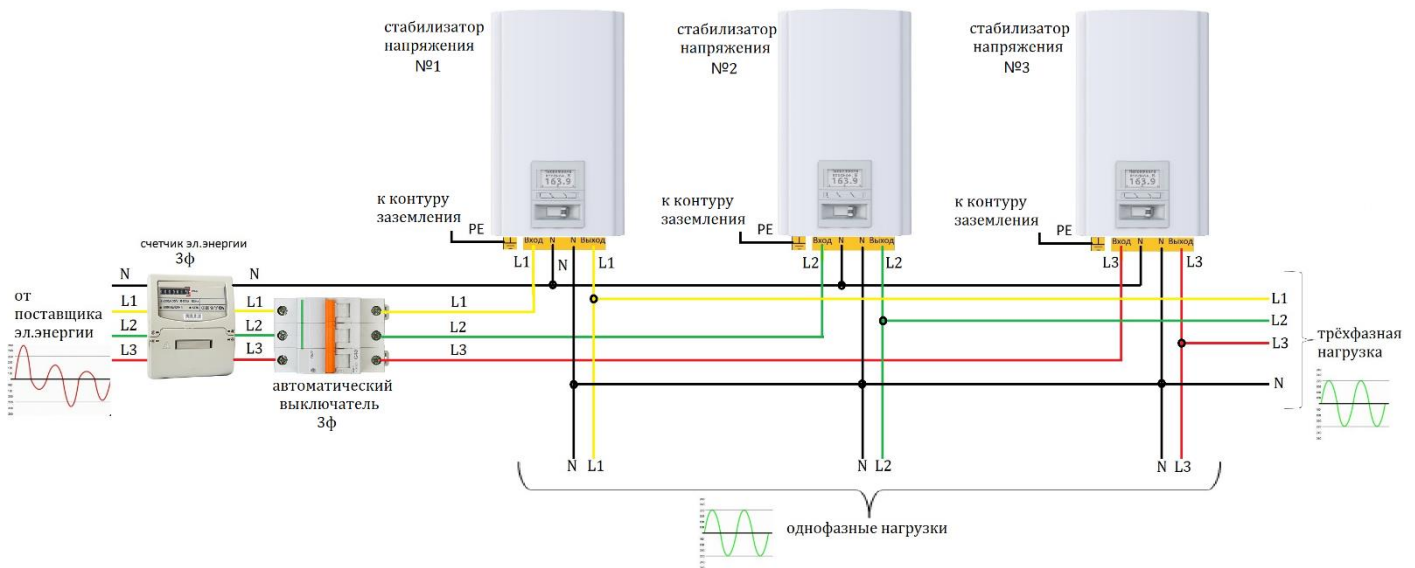 стабилизатор
напряжения
№1
стабилизатор
напряжения
№2
стабилизатор
напряжения
№3
163.9
163.9
163.9
к контуру
заземления
PE
Вход N N Выход
к контуру
заземления
PE
Вход N N Выход
к контуру
заземления
PE
Вход N N Выход
L1 N L1
L2 L2
L3 L3
счетчик эл.энергии
3ф
от
поставщика
эл.энергии
N N
L1 L1 L1
L2 L2 L2
L3 L3 L3
автоматический
выключатель
3ф
L1
L2
L3
N
трёхфазная
нагрузка
N L1
N L2
N L3
однофазные нагрузки